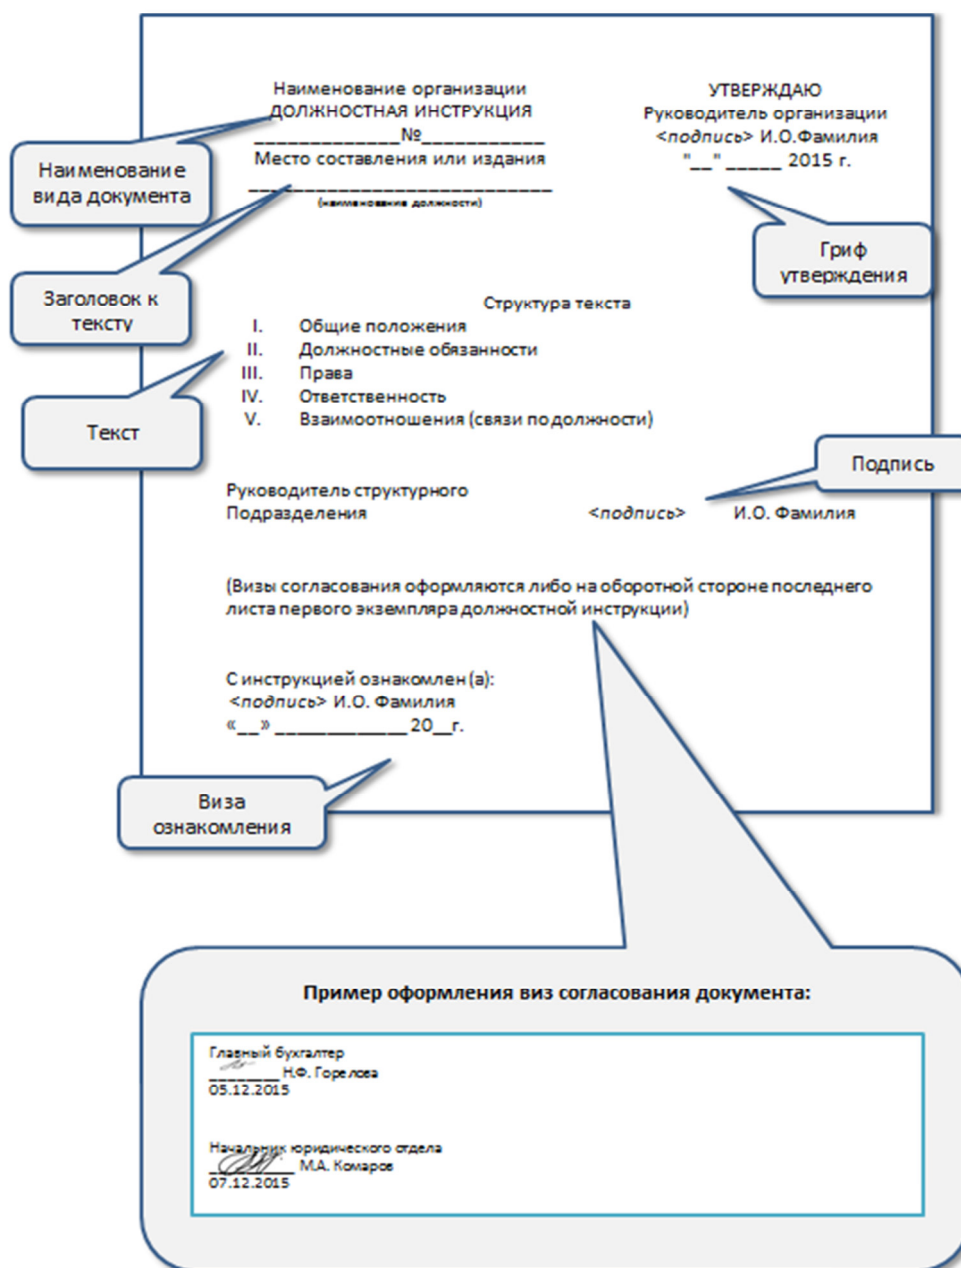 Наименование организации
ДОЛЖНОСТНАЯ ИНСТРУКЦИЯ
______________№____________
Место составления или издания
____________________________
(наименование должности)
УТВЕРЖДАЮ
Руководитель организации
<подпись> И.О.Фамилия
"__" _____ 2015 г.
Наименование
вида документа
Гриф
утверждения
Заголовок к
тексту
Структура текста
I. Общие положения
II. Должностные обязанности
III. Права
IV. Ответственность
V. Взаимоотношения (связи по должности)
Текст
Подпись
Руководитель структурного
Подразделения <подпись> И.О. Фамилия
(Визы согласования оформляются либо на оборотной стороне последнего
листа первого экземпляра должностной инструкции)
С инструкцией ознакомлен (а):
<подпись> И.О. Фамилия
«__» _____________ 20__г.
Виза
ознакомления
Пример оформления виз согласования документа:
Главный бухгалтер
________ Н.Ф. Горелова
05.12.2015
Начальник юридического отдела
__________ М.А. Комаров
07.12.2015